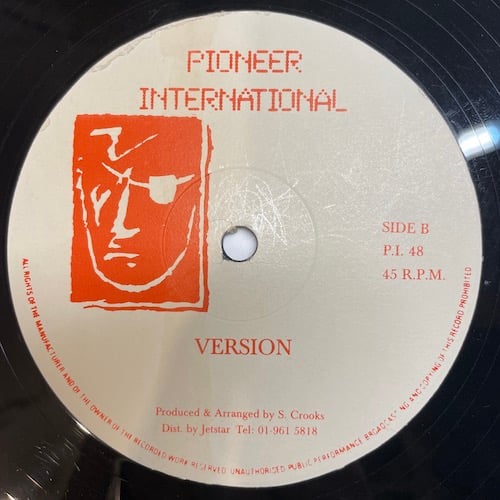 PIONEER
INTERNATIONAL
SIDE B
P.I. 48
45 R.P.M.
VERSION
Produced & Arranged by S. Crooks
Dist. by Jetstar Tel: 01-961 5818
ALL RIGHTS OF THE MANUFACTURER AND OF THE OWNER OF THE RECORDED WORK RESERVED. UNAUTHORISED PUBLIC PERFORMANCE BROADCASTING AND COPYING OF THIS RECORD PROHIBITED